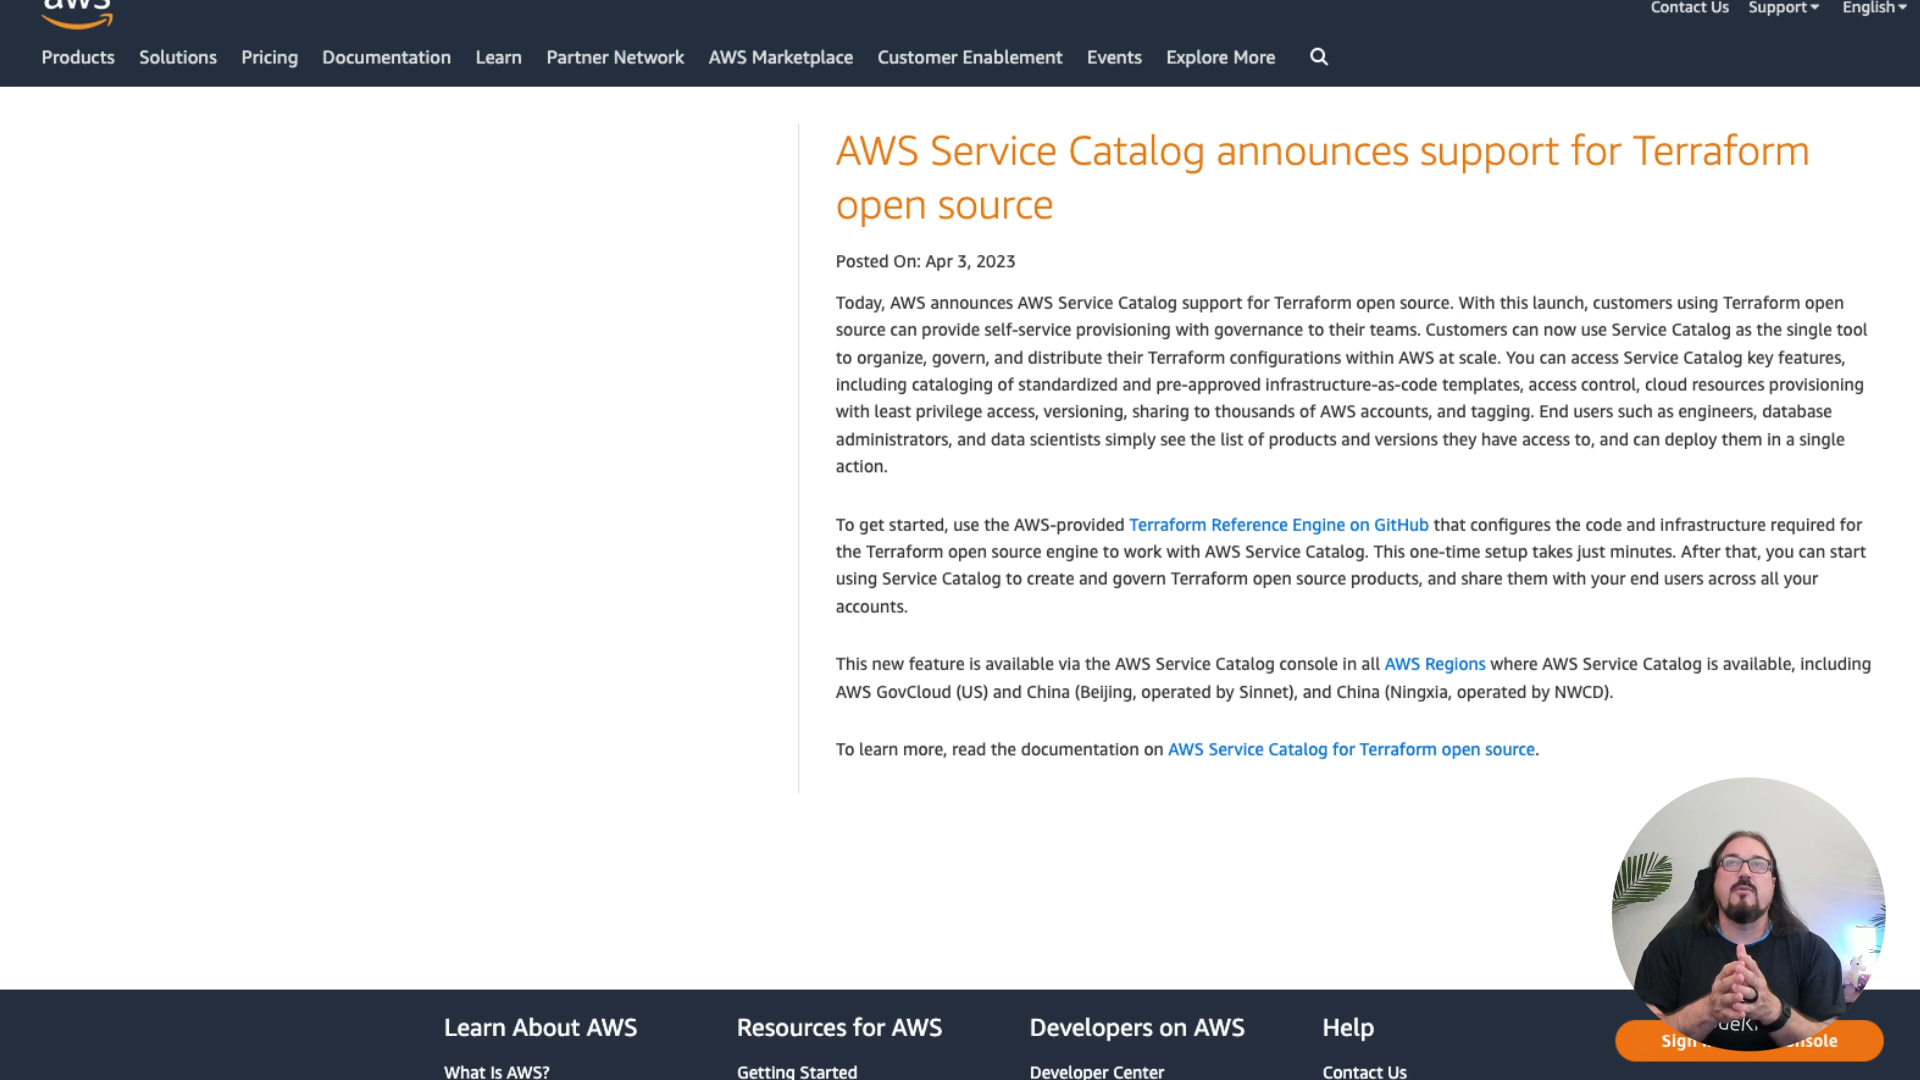 aws
Contact Us Support English
Products Solutions Pricing Documentation Learn Partner Network AWS Marketplace Customer Enablement Events Explore More
AWS Service Catalog announces support for Terraform
open source
Posted On: Apr 3, 2023
Today, AWS announces AWS Service Catalog support for Terraform open source. With this launch, customers using Terraform open
source can provide self-service provisioning with governance to their teams. Customers can now use Service Catalog as the single tool
to organize, govern, and distribute their Terraform configurations within AWS at scale. You can access Service Catalog key features,
including cataloging of standardized and pre-approved infrastructure-as-code templates, access control, cloud resources provisioning
with least privilege access, versioning, sharing to thousands of AWS accounts, and tagging. End users such as engineers, database
administrators, and data scientists simply see the list of products and versions they have access to, and can deploy them in a single
action.
To get started, use the AWS-provided Terraform Reference Engine on GitHub that configures the code and infrastructure required for
the Terraform open source engine to work with AWS Service Catalog. This one-time setup takes just minutes. After that, you can start
using Service Catalog to create and govern Terraform open source products, and share them with your end users across all your
accounts.
This new feature is available via the AWS Service Catalog console in all AWS Regions where AWS Service Catalog is available, including
AWS GovCloud (US) and China (Beijing, operated by Sinnet), and China (Ningxia, operated by NWCD).
To learn more, read the documentation on AWS Service Catalog for Terraform open source.
Learn About AWS Resources for AWS Developers on AWS Help
Sign
What Is AWS? Getting Started Developer Center Contact Us